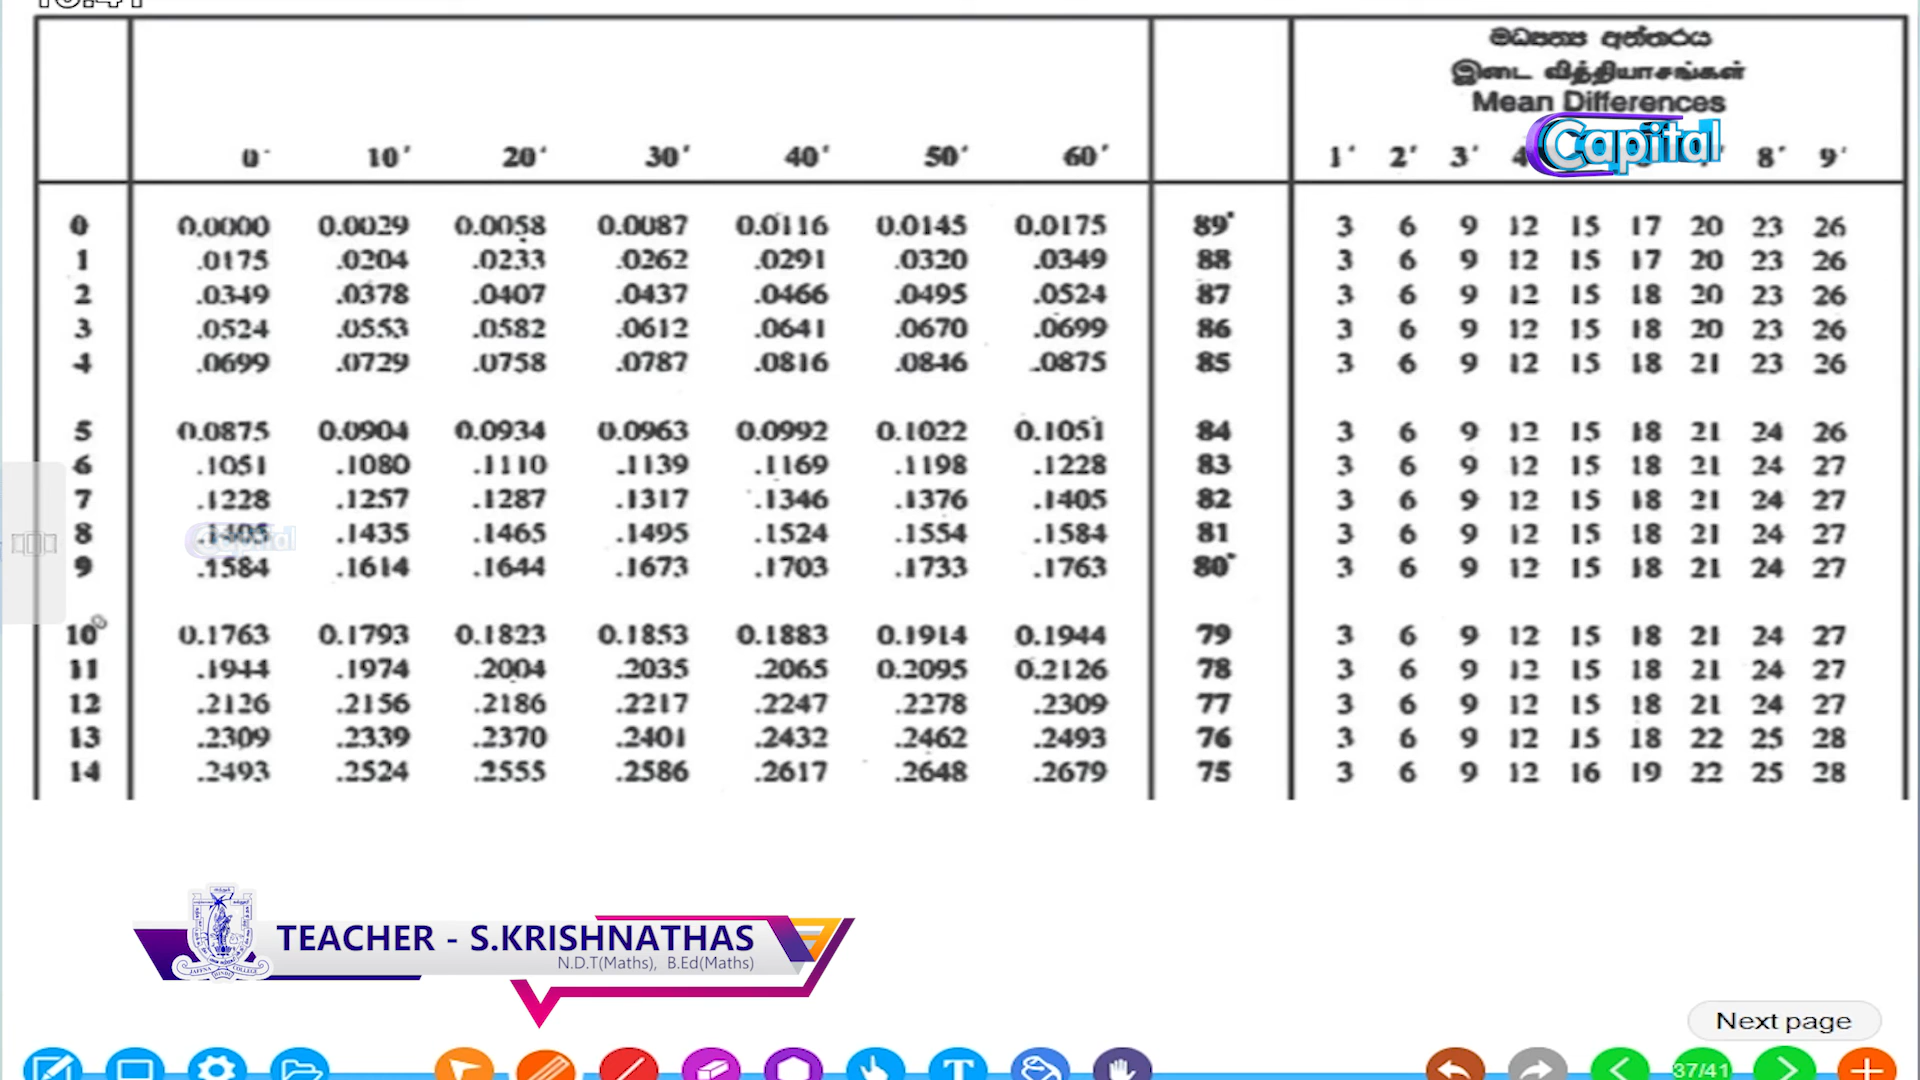 මධ්‍යන්‍ය අන්තරය
இடை வித்தியாசங்கள்
Mean Differences
Capital
0' 10' 20' 30' 40' 50' 60' 1' 2' 3' 4 8' 9'
0 0.0000 0.0029 0.0058 0.0087 0.0116 0.0145 0.0175 89° 3 6 9 12 15 17 20 23 26
1 .0175 .0204 .0233 .0262 .0291 .0320 .0349 88 3 6 9 12 15 17 20 23 26
2 .0349 .0378 .0407 .0437 .0466 .0495 .0524 87 3 6 9 12 15 18 20 23 26
3 .0524 .0553 .0582 .0612 .0641 .0670 .0699 86 3 6 9 12 15 18 20 23 26
4 .0699 .0729 .0758 .0787 .0816 .0846 .0875 85 3 6 9 12 15 18 21 23 26
5 0.0875 0.0904 0.0934 0.0963 0.0992 0.1022 0.1051 84 3 6 9 12 15 18 21 24 26
6 .1051 .1080 .1110 .1139 .1169 .1198 .1228 83 3 6 9 12 15 18 21 24 27
7 .1228 .1257 .1287 .1317 .1346 .1376 .1405 82 3 6 9 12 15 18 21 24 27
8 .1405 .1435 .1465 .1495 .1524 .1554 .1584 81 3 6 9 12 15 18 21 24 27
Capital
9 .1584 .1614 .1644 .1673 .1703 .1733 .1763 80° 3 6 9 12 15 18 21 24 27
10° 0.1763 0.1793 0.1823 0.1853 0.1883 0.1914 0.1944 79 3 6 9 12 15 18 21 24 27
11 .1944 .1974 .2004 .2035 .2065 0.2095 0.2126 78 3 6 9 12 15 18 21 24 27
12 .2126 .2156 .2186 .2217 .2247 .2278 .2309 77 3 6 9 12 15 18 21 24 27
13 .2309 .2339 .2370 .2401 .2432 .2462 .2493 76 3 6 9 12 15 18 22 25 28
14 .2493 .2524 .2555 .2586 .2617 .2648 .2679 75 3 6 9 12 16 19 22 25 28
TEACHER - S.KRISHNATHAS
N.D.T(Maths), B.Ed(Maths)
JAFFNA HINDU COLLEGE
Next page
37/41